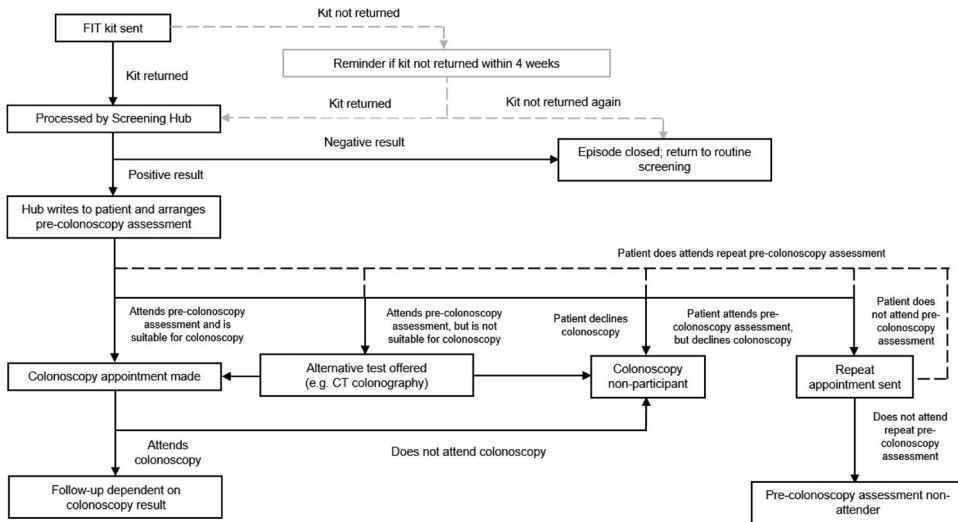 FIT kit sent
Kit not returned
Reminder if kit not returned within 4 weeks
Kit returned
Kit returned
Kit not returned again
Processed by Screening Hub
Negative result
Episode closed; return to routine
screening
Positive result
Hub writes to patient and arranges
pre-colonoscopy assessment
Patient does attends repeat pre-colonoscopy assessment
Attends pre-colonoscopy
assessment and is
suitable for colonoscopy
Attends pre-colonoscopy
assessment, but is not
suitable for colonoscopy
Patient declines
colonoscopy
Patient attends pre-
colonoscopy assessment,
but declines colonoscopy
Patient does
not attend pre-
colonoscopy
assessment
Colonoscopy appointment made
Alternative test offered
(e.g. CT colonography)
Colonoscopy
non-participant
Repeat
appointment sent
Attends
colonoscopy
Does not attend colonoscopy
Does not attend
repeat pre-
colonoscopy
assessment
Follow-up dependent on
colonoscopy result
Pre-colonoscopy assessment non-
attender